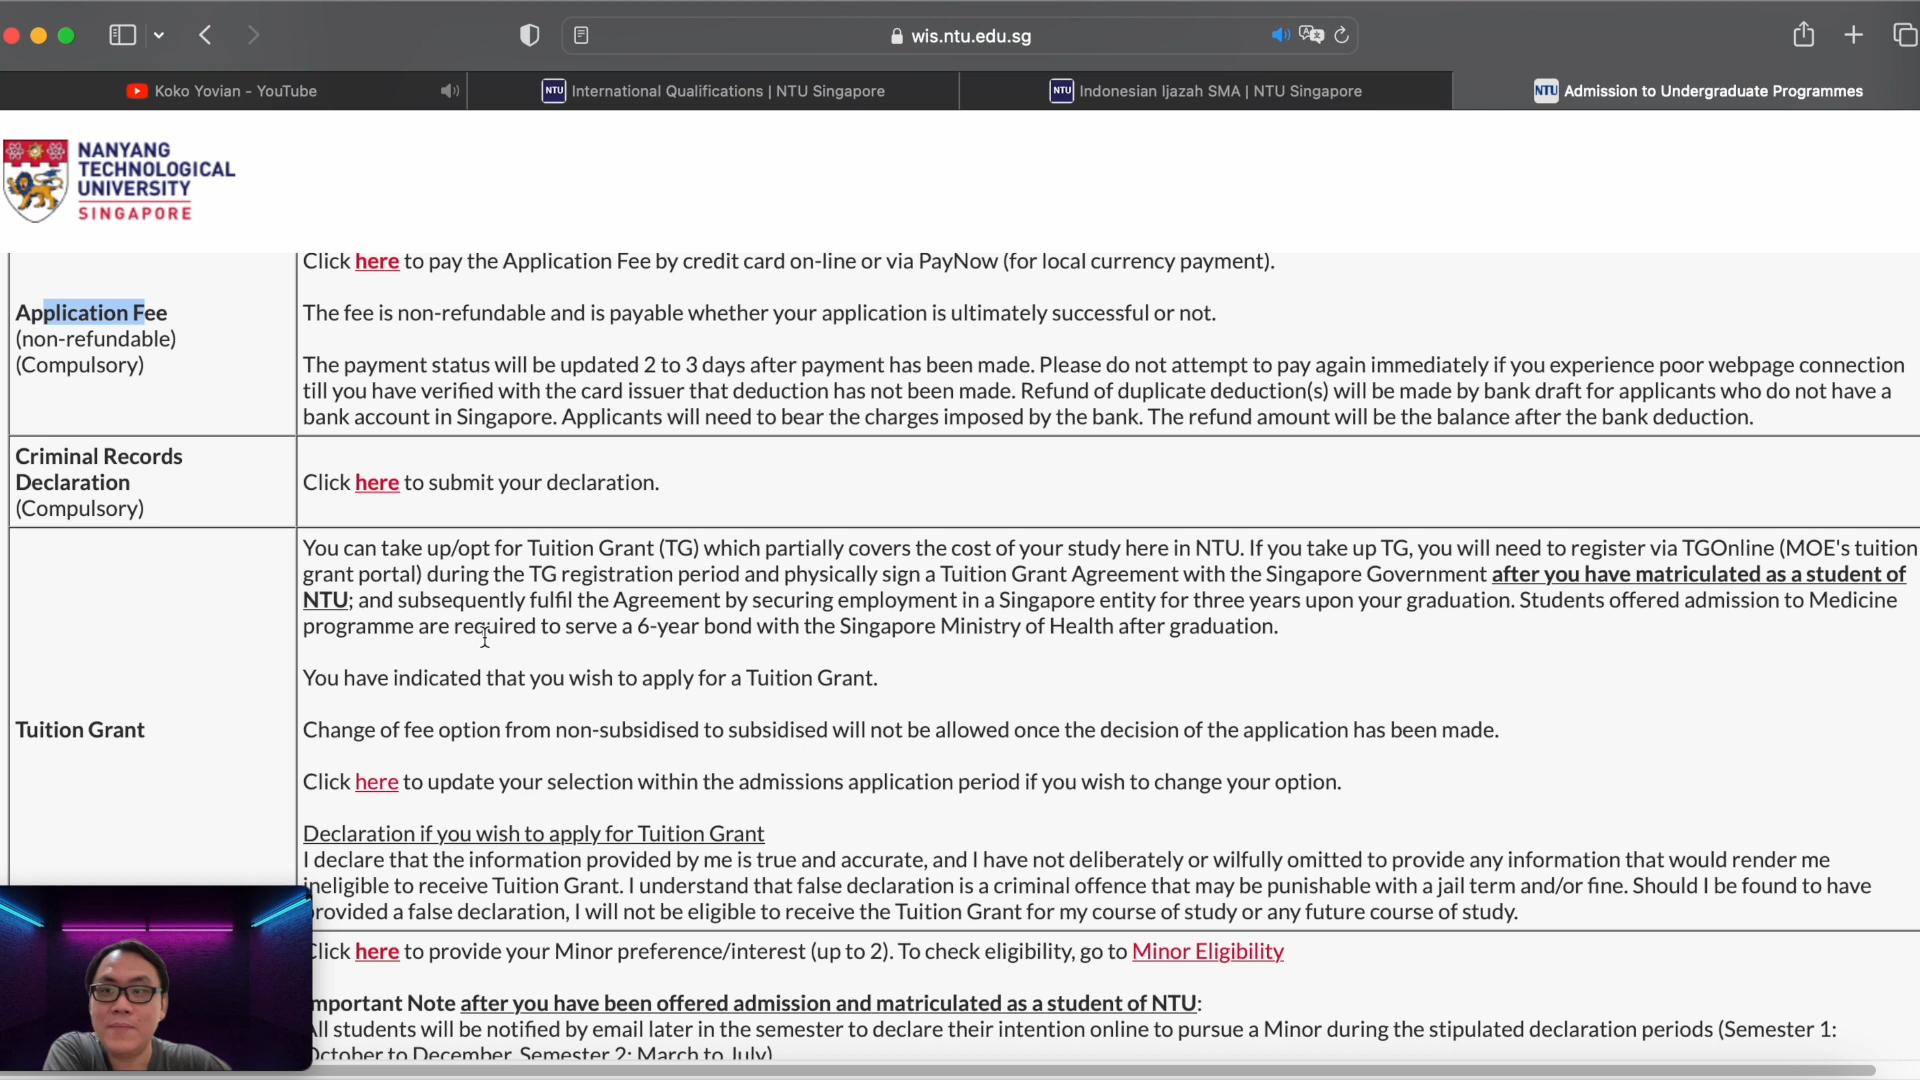 wis.ntu.edu.sg
Koko Yovian - YouTube
NTU International Qualifications | NTU Singapore
NTU Indonesian Ijazah SMA | NTU Singapore
NTU Admission to Undergraduate Programmes
NANYANG
TECHNOLOGICAL
UNIVERSITY
SINGAPORE
Click here to pay the Application Fee by credit card on-line or via PayNow (for local currency payment).
Application Fee
(non-refundable)
(Compulsory)
The fee is non-refundable and is payable whether your application is ultimately successful or not.
The payment status will be updated 2 to 3 days after payment has been made. Please do not attempt to pay again immediately if you experience poor webpage connection
till you have verified with the card issuer that deduction has not been made. Refund of duplicate deduction(s) will be made by bank draft for applicants who do not have a
bank account in Singapore. Applicants will need to bear the charges imposed by the bank. The refund amount will be the balance after the bank deduction.
Criminal Records
Declaration
(Compulsory)
Click here to submit your declaration.
Tuition Grant
You can take up/opt for Tuition Grant (TG) which partially covers the cost of your study here in NTU. If you take up TG, you will need to register via TGOnline (MOE's tuition
grant portal) during the TG registration period and physically sign a Tuition Grant Agreement with the Singapore Government after you have matriculated as a student of
NTU; and subsequently fulfil the Agreement by securing employment in a Singapore entity for three years upon your graduation. Students offered admission to Medicine
programme are required to serve a 6-year bond with the Singapore Ministry of Health after graduation.
You have indicated that you wish to apply for a Tuition Grant.
Change of fee option from non-subsidised to subsidised will not be allowed once the decision of the application has been made.
Click here to update your selection within the admissions application period if you wish to change your option.
Declaration if you wish to apply for Tuition Grant
I declare that the information provided by me is true and accurate, and I have not deliberately or wilfully omitted to provide any information that would render me
ineligible to receive Tuition Grant. I understand that false declaration is a criminal offence that may be punishable with a jail term and/or fine. Should I be found to have
provided a false declaration, I will not be eligible to receive the Tuition Grant for my course of study or any future course of study.
Click here to provide your Minor preference/interest (up to 2). To check eligibility, go to Minor Eligibility
Important Note after you have been offered admission and matriculated as a student of NTU:
All students will be notified by email later in the semester to declare their intention online to pursue a Minor during the stipulated declaration periods (Semester 1:
October to December, Semester 2: March to July)